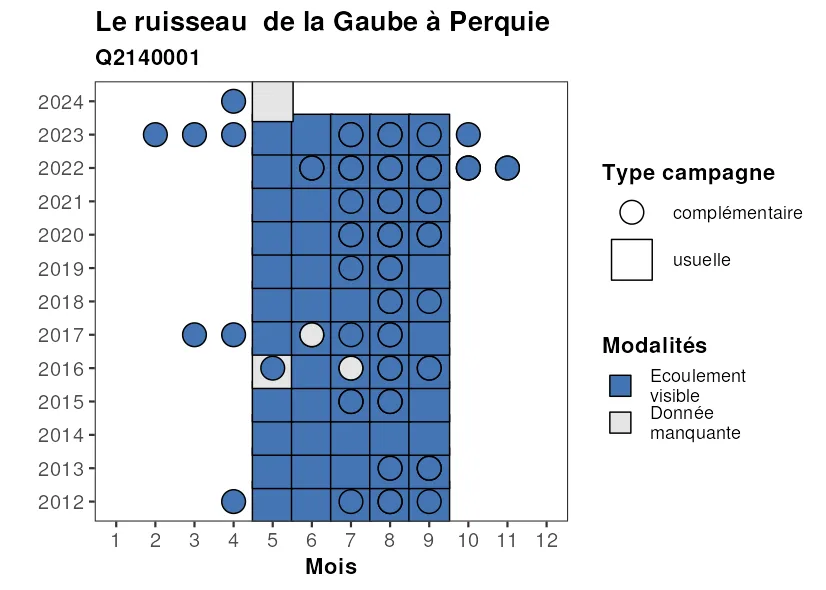 Le ruisseau  de la Gaube à Perquie
Q2140001
2024
2023
2022
2021
2020
2019
2018
2017
2016
2015
2014
2013
2012
1 2 3 4 5 6 7 8 9 10 11 12
Mois
Type campagne
complémentaire
usuelle
Modalités
Ecoulement
visible
Donnée
manquante